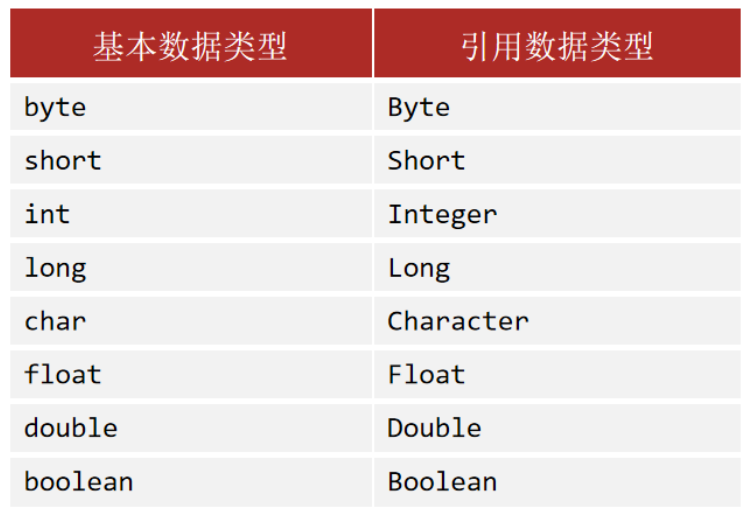 基本数据类型 引用数据类型
byte Byte
short Short
int Integer
long Long
char Character
float Float
double Double
boolean Boolean